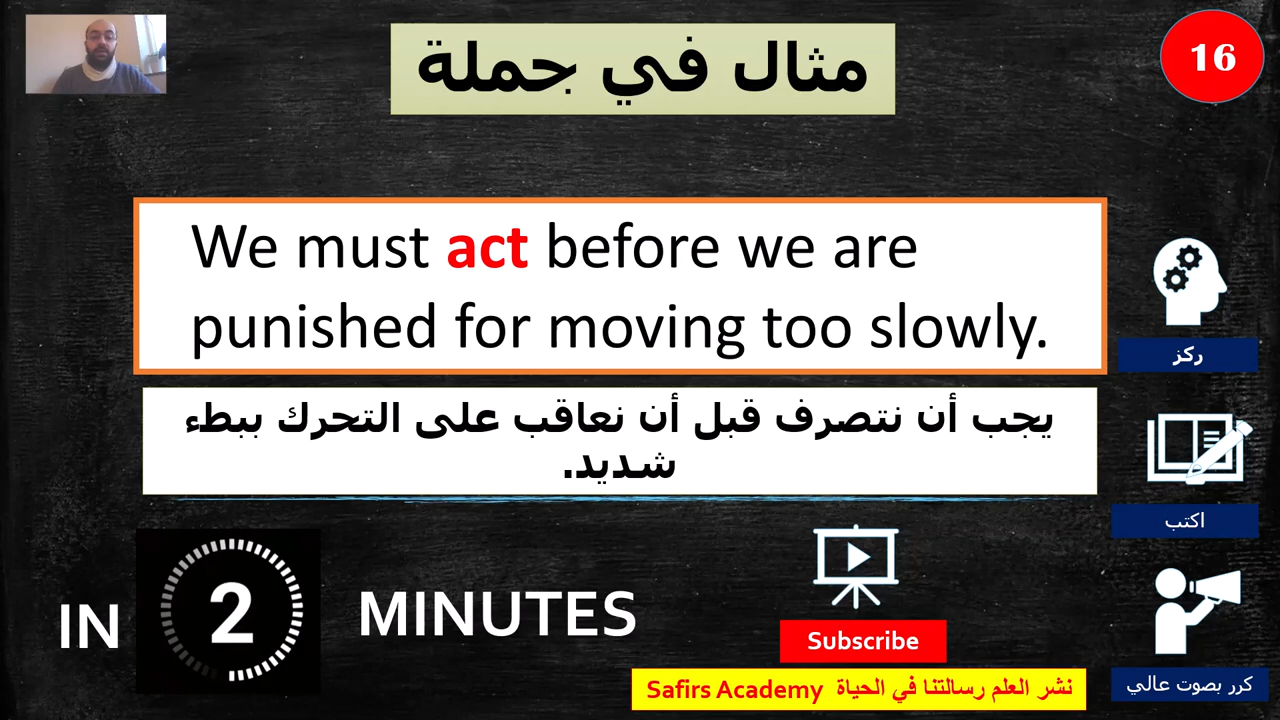 مثال في جملة
16
We must act before we are
punished for moving too slowly.
يجب أن نتصرف قبل أن نعاقب على التحرك ببطء
شديد.
ركز
اكتب
كرر بصوت عالي
IN 2 MINUTES
Subscribe
Safirs Academy نشر العلم رسالتنا في الحياة